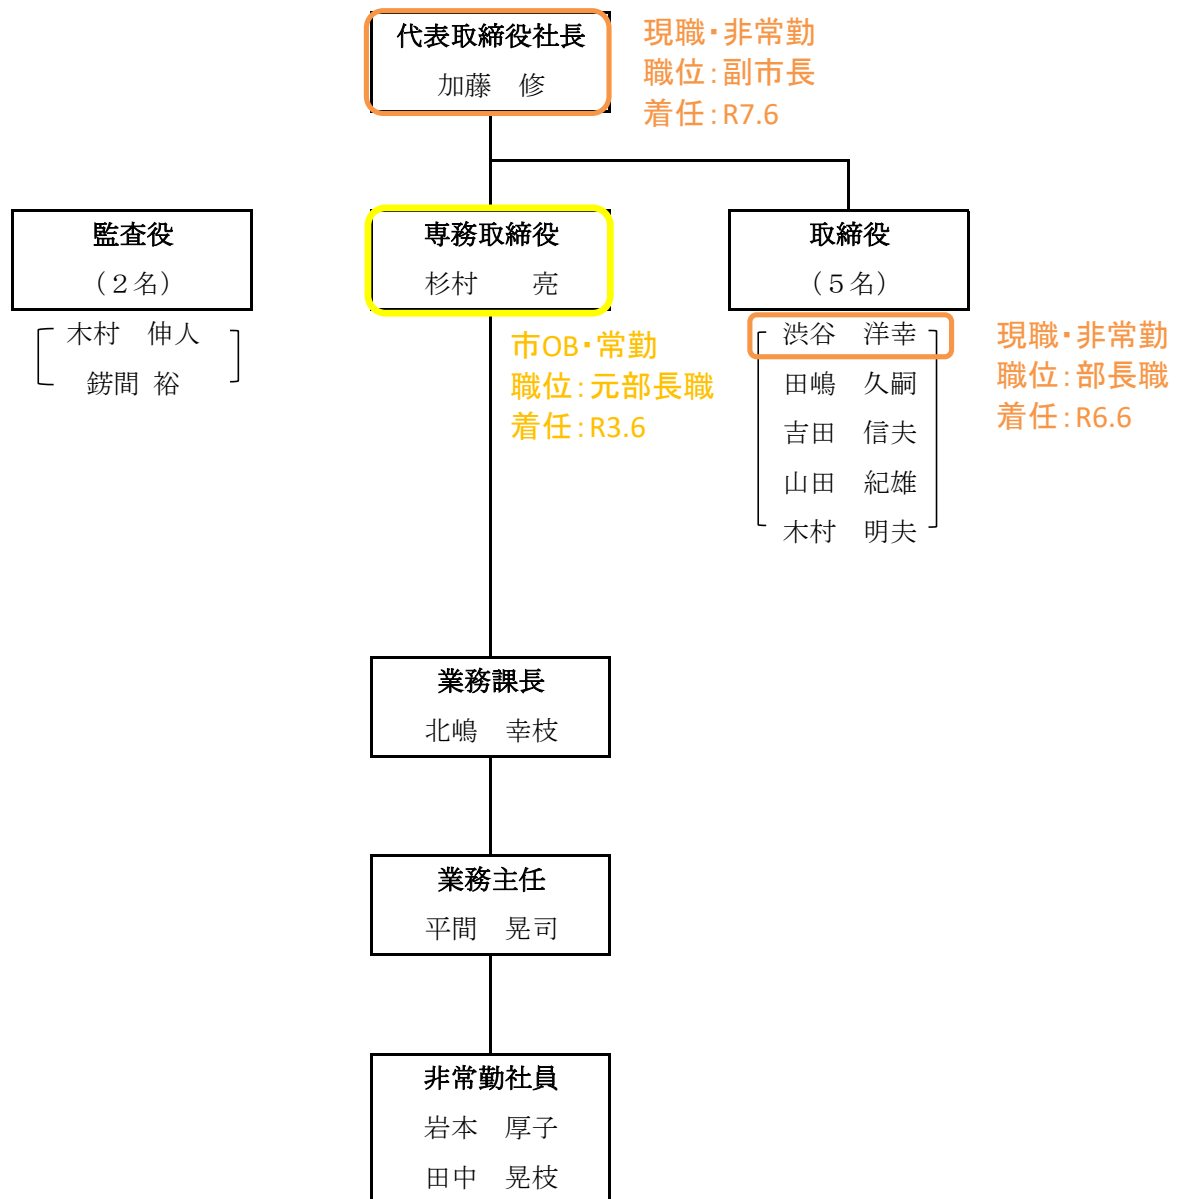 代表取締役社長
加藤　修
現職・非常勤
職位：副市長
着任：R7.6
監査役
（２名）
木村　伸人
錺間 裕
専務取締役
杉村　　亮
市OB・常勤
職位：元部長職
着任：R3.6
取締役
（５名）
渋谷　洋幸
田嶋　久嗣
吉田　信夫
山田　紀雄
木村　明夫
現職・非常勤
職位：部長職
着任：R6.6
業務課長
北嶋　幸枝
業務主任
平間　晃司
非常勤社員
岩本　厚子
田中　晃枝